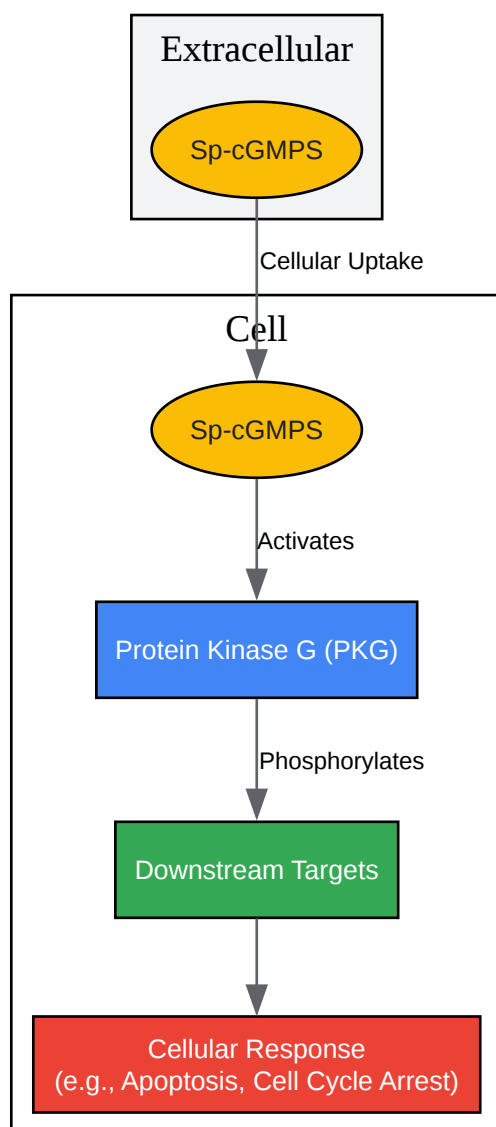 Extracellular
Sp-cGMPS
Cellular Uptake
Cell
Sp-cGMPS
Activates
Protein Kinase G (PKG)
Phosphorylates
Downstream Targets
Cellular Response
(e.g., Apoptosis, Cell Cycle Arrest)